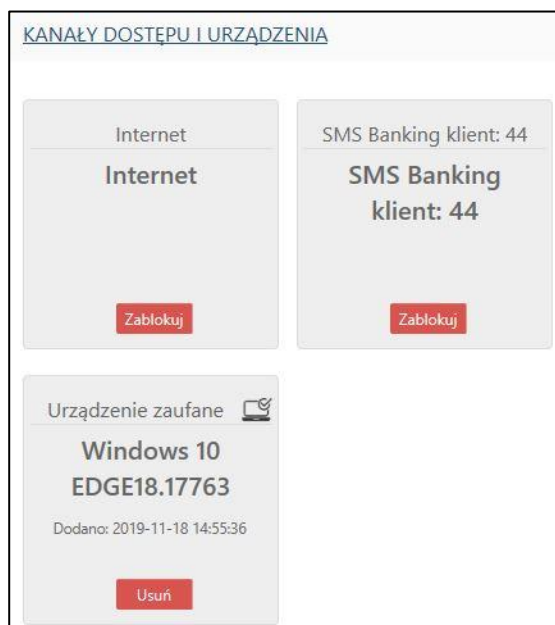 KANAŁY DOSTĘPU I URZĄDZENIA
Internet
Internet
Zablokuj
SMS Banking klient: 44
SMS Banking
klient: 44
Zablokuj
Urządzenie zaufane
Windows 10
EDGE18.17763
Dodano: 2019-11-18 14:55:36
Usuń